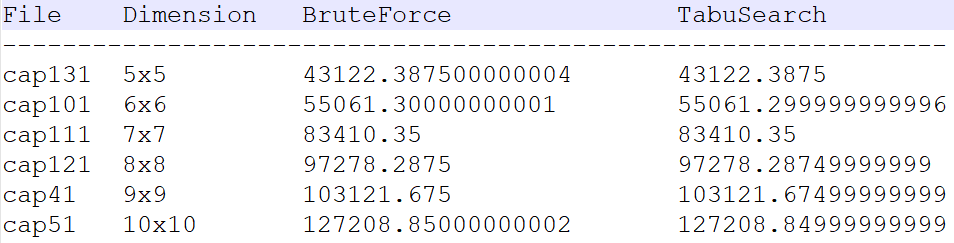 File    Dimension   BruteForce               TabuSearch
---------------------------------------------------------------
cap131  5x5         43122.387500000004       43122.3875
cap101  6x6         55061.30000000001        55061.299999999996
cap111  7x7         83410.35                 83410.35
cap121  8x8         97278.2875               97278.28749999999
cap41   9x9         103121.675               103121.67499999999
cap51   10x10       127208.85000000002       127208.84999999999